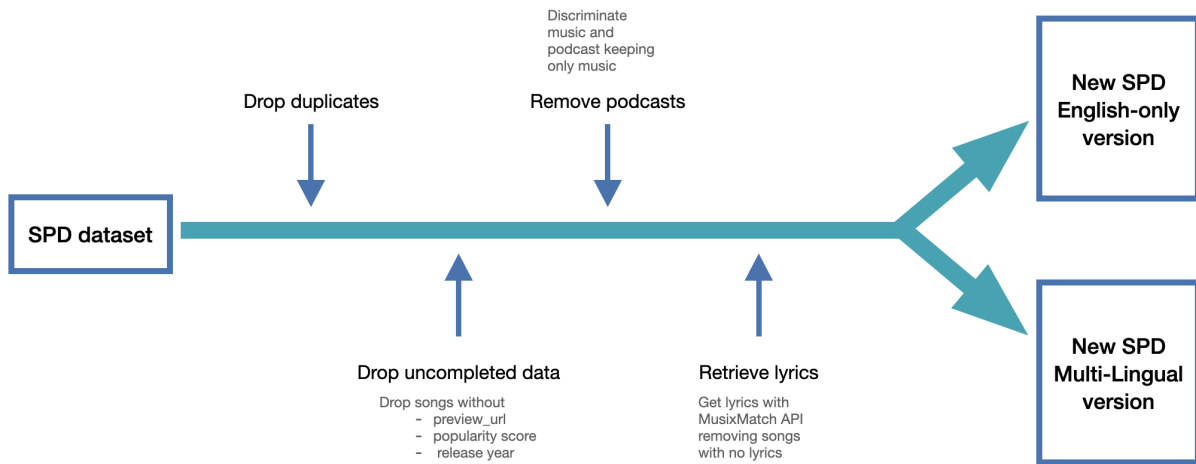 SPD dataset
Drop duplicates
Drop uncompleted data
Drop songs without
- preview_url
- popularity score
- release year
Discriminate
music and
podcast keeping
only music
Remove podcasts
Retrieve lyrics
Get lyrics with
MusixMatch API
removing songs
with no lyrics
New SPD
English-only
version
New SPD
Multi-Lingual
version